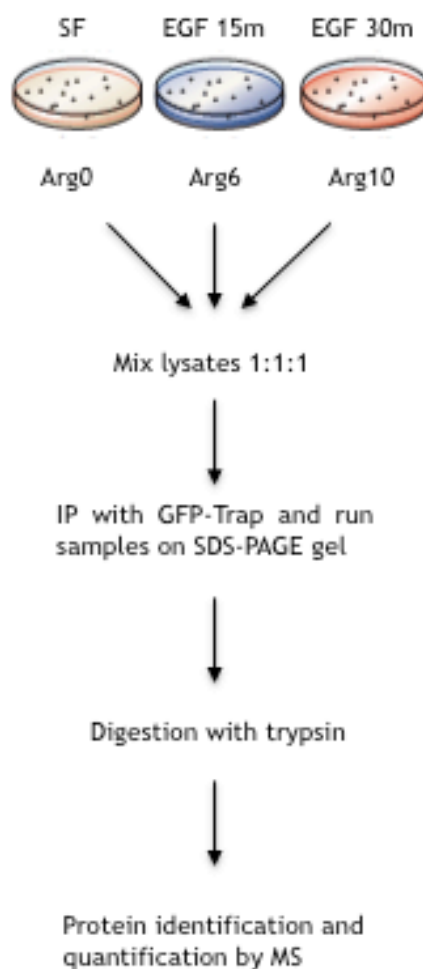 SF EGF 15m EGF 30m
Arg0 Arg6 Arg10
Mix lysates 1:1:1
IP with GFP-Trap and run
samples on SDS-PAGE gel
Digestion with trypsin
Protein identification and
quantification by MS